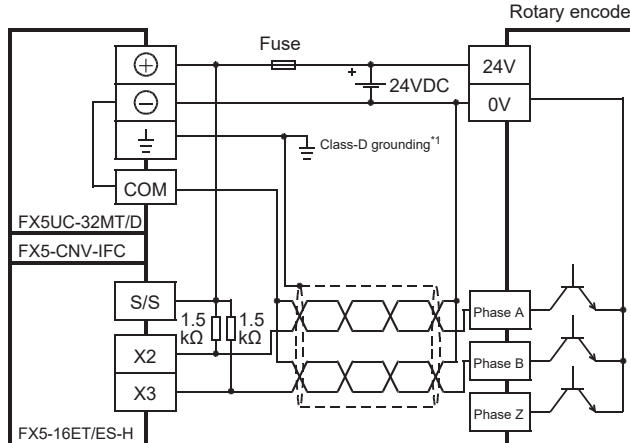 Rotary encode
Fuse
24V
+
24VDC
0V
Class-D grounding*1
COM
FX5UC-32MT/D
FX5-CNV-IFC
S/S
1.5 kΩ
1.5 kΩ
Phase A
X2
Phase B
X3
Phase Z
FX5-16ET/ES-H